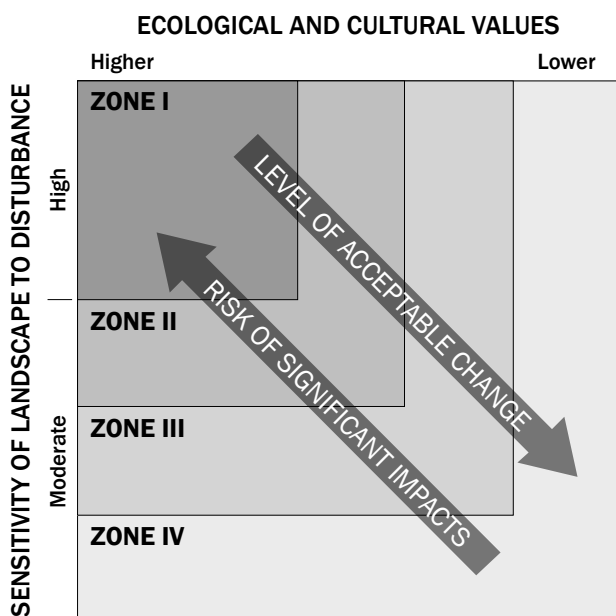 ECOLOGICAL AND CULTURAL VALUES
Higher
Lower
SENSITIVITY OF LANDSCAPE TO DISTURBANCE
High
Moderate
ZONE I
ZONE II
ZONE III
ZONE IV
LEVEL OF ACCEPTABLE CHANGE
RISK OF SIGNIFICANT IMPACTS